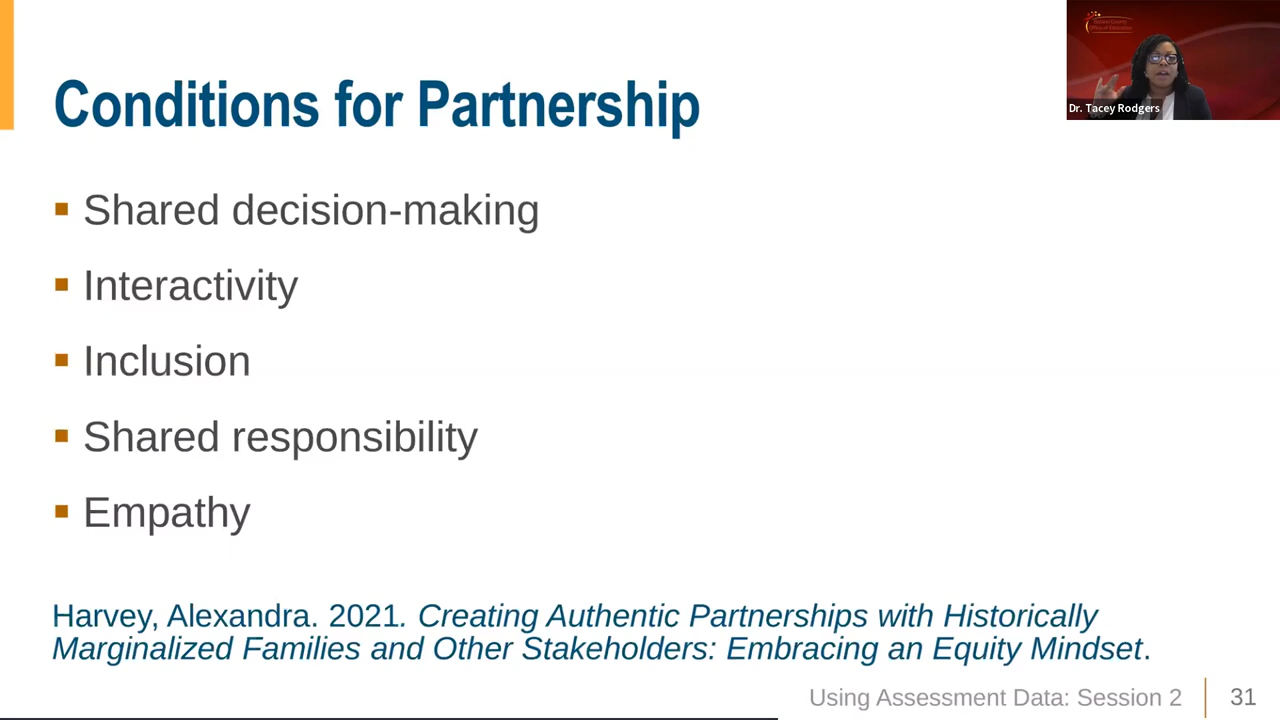 Conditions for Partnership
Dr. Tacey Rodgers
▪ Shared decision-making
▪ Interactivity
▪ Inclusion
▪ Shared responsibility
▪ Empathy
Harvey, Alexandra. 2021. Creating Authentic Partnerships with Historically
Marginalized Families and Other Stakeholders: Embracing an Equity Mindset.
Using Assessment Data: Session 2
31